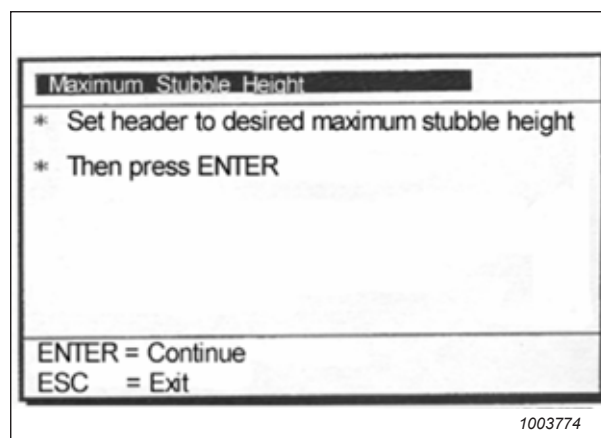 Maximum Stubble Height
* Set header to desired maximum stubble height
* Then press ENTER
ENTER = Continue
ESC = Exit
1003774